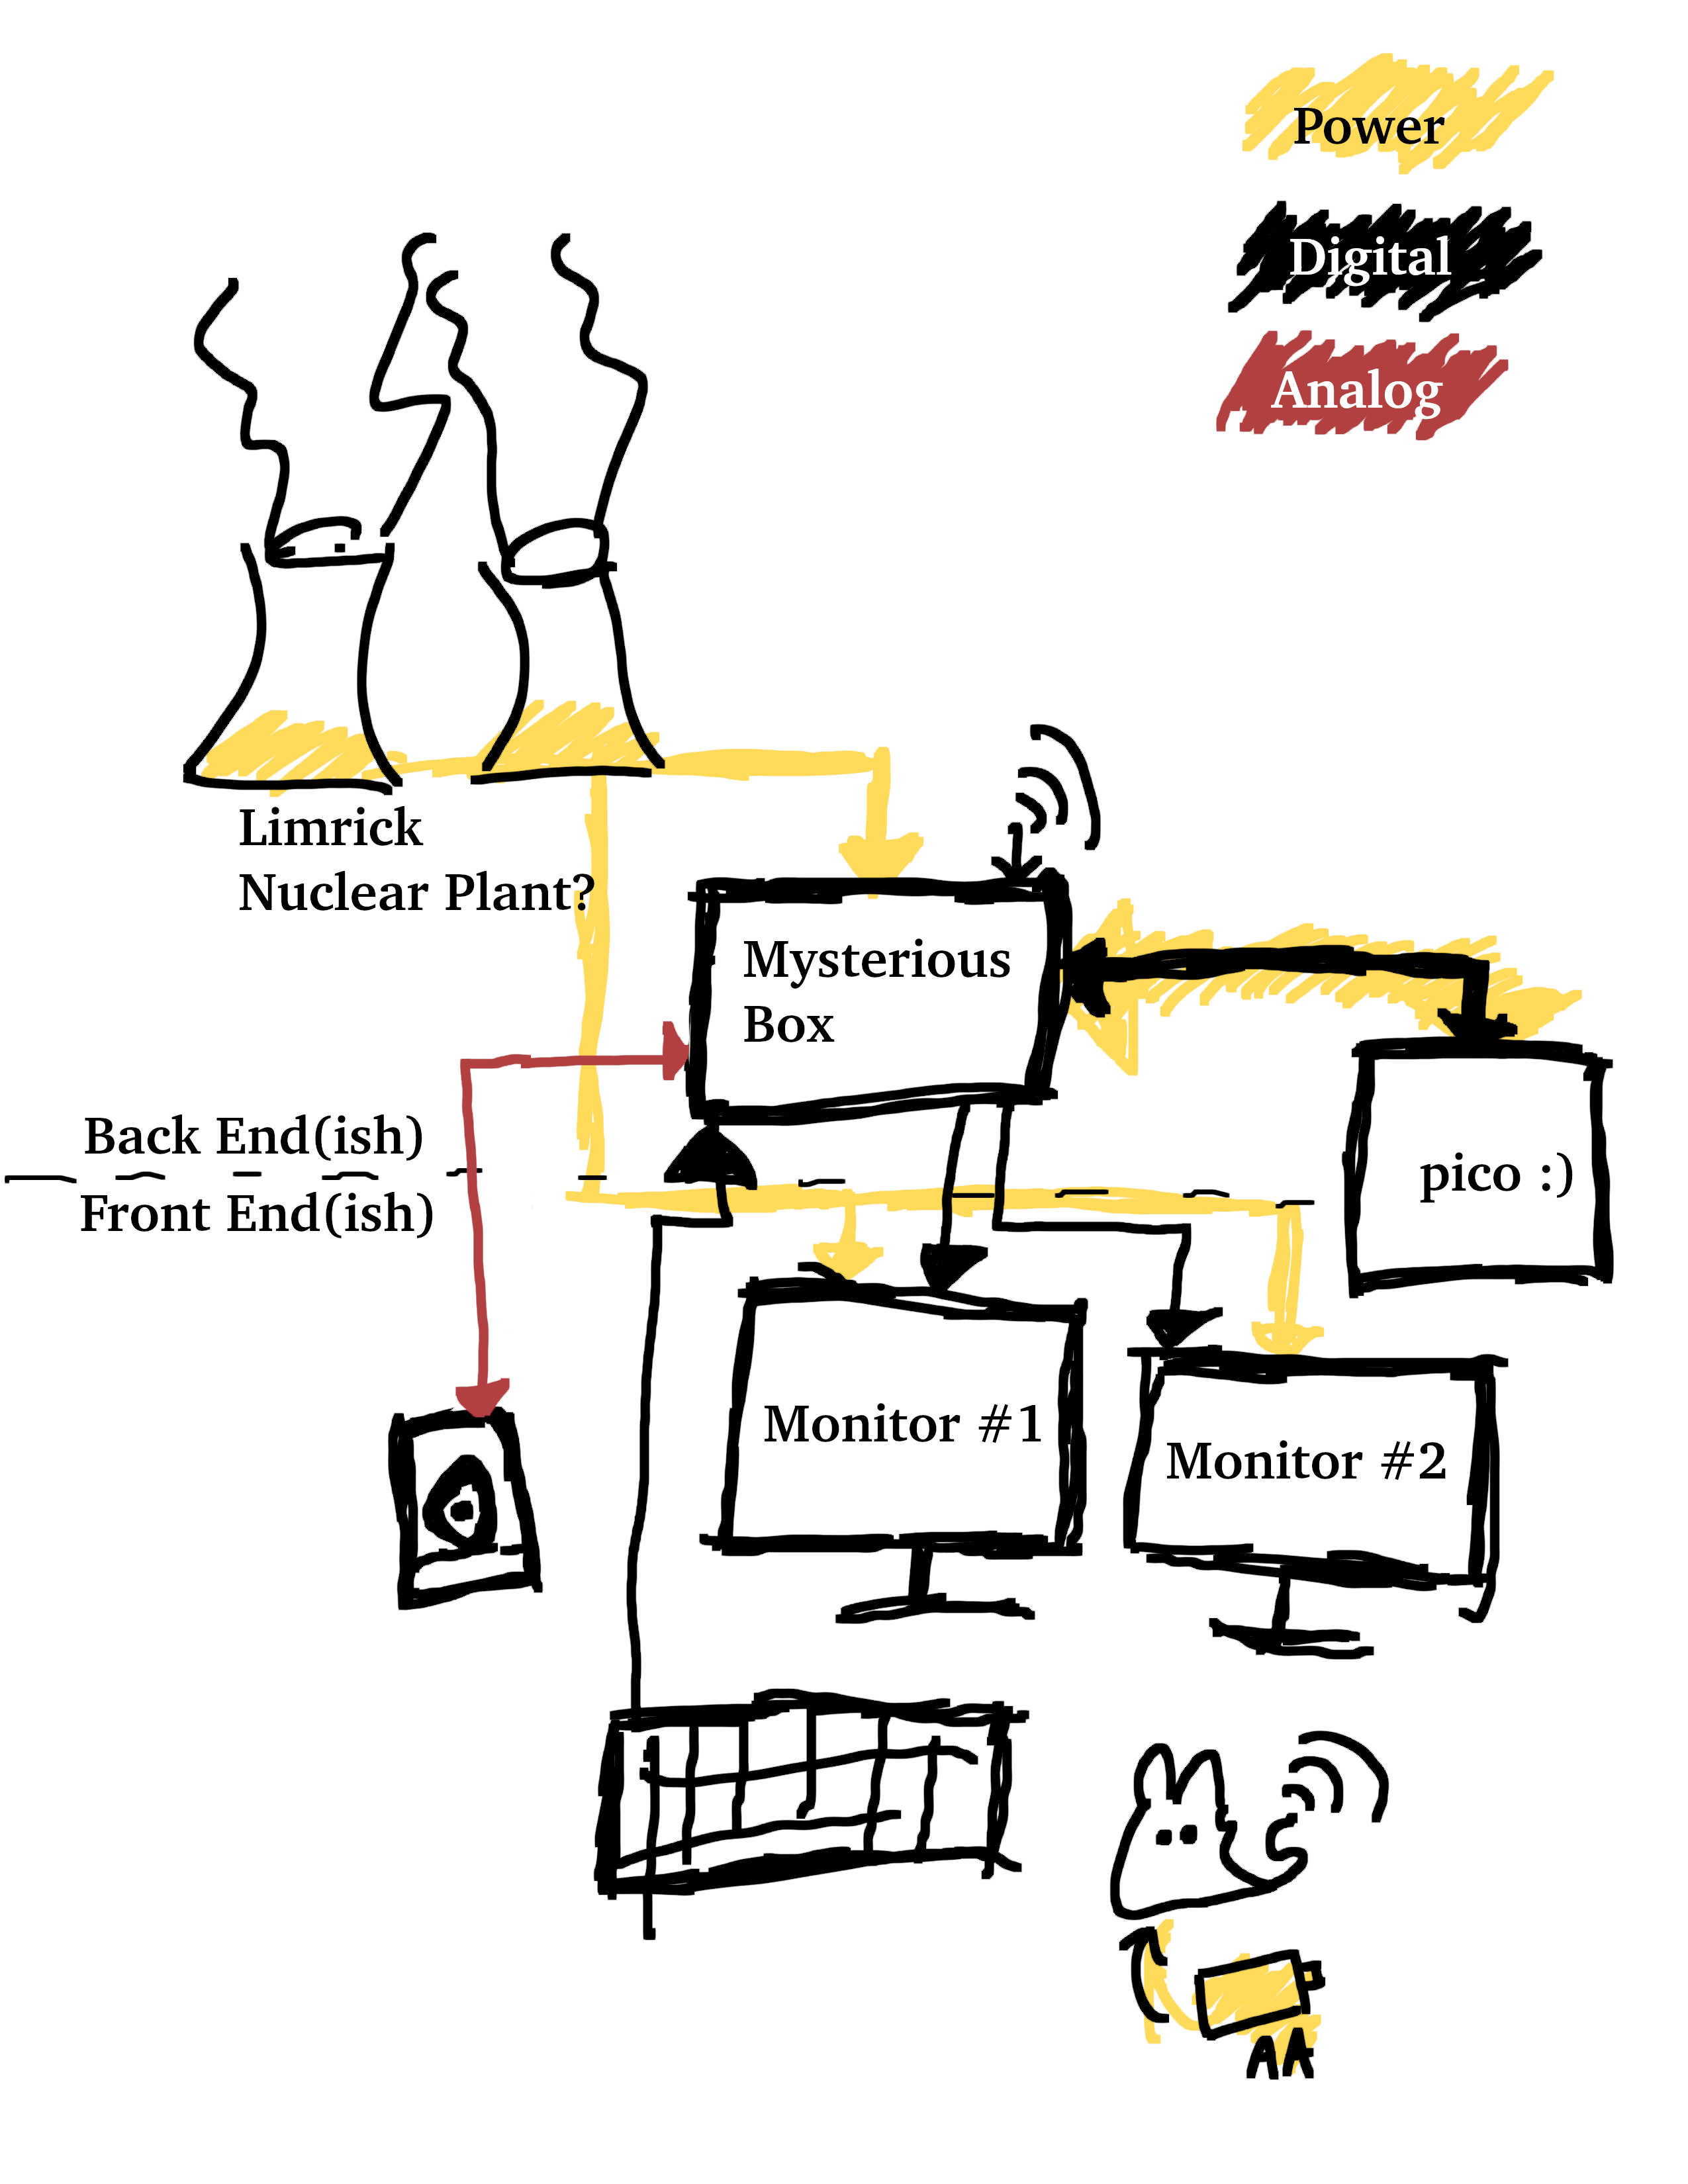 Power
Digital
Analog
Limrick
Nuclear Plant?
Mysterious
Box
Back End(ish)
Front End(ish)
pico :)
Monitor #1
Monitor #2
AA